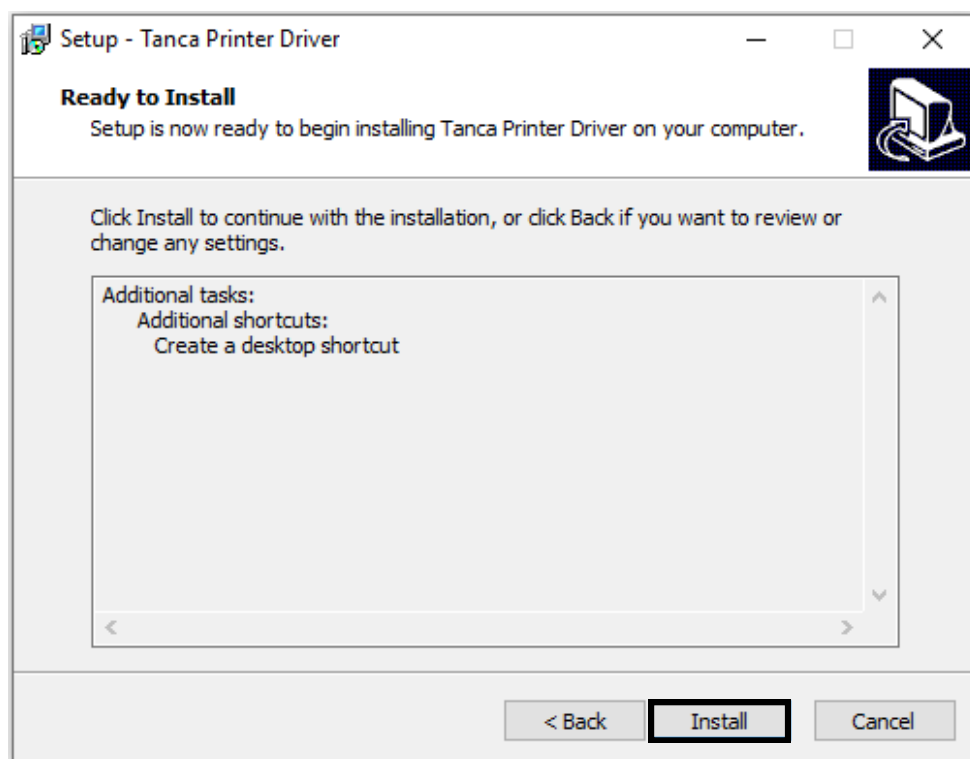 Setup - Tanca Printer Driver
Ready to Install
Setup is now ready to begin installing Tanca Printer Driver on your computer.
Click Install to continue with the installation, or click Back if you want to review or
change any settings.
Additional tasks:
Additional shortcuts:
Create a desktop shortcut
< Back
Install
Cancel